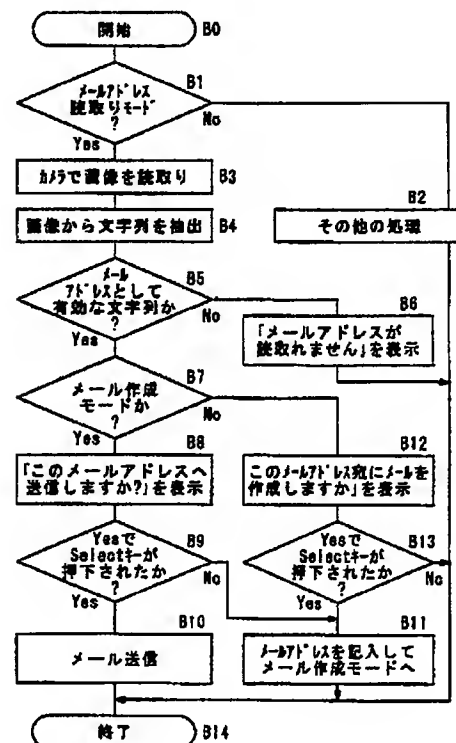 開始
B0
メールアドレス
読取りモード
?
B1
Yes
No
カメラで画像を読取り
B3
B2
その他の処理
画像から文字列を抽出
B4
メール
アドレスとして
有効な文字列か
?
B5
Yes
No
B6
「メールアドレスが
読取れません」を表示
メール作成
モードか
?
B7
Yes
No
B8
「このメールアドレスへ
送信しますか?」を表示
B12
このメールアドレス宛にメールを
作成しますか」を表示
Yesで
Selectキーが
押下されたか
?
B9
Yes
No
Yesで
Selectキーが
押下されたか
?
B13
Yes
No
B10
メール送信
B11
メールアドレスを記入して
メール作成モードへ
終了
B14